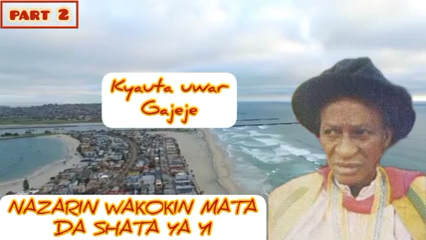 PART 2
Kyauta uwar
Gajeje
NAZARIN WAKOKIN MATA
DA SHATA YA YI